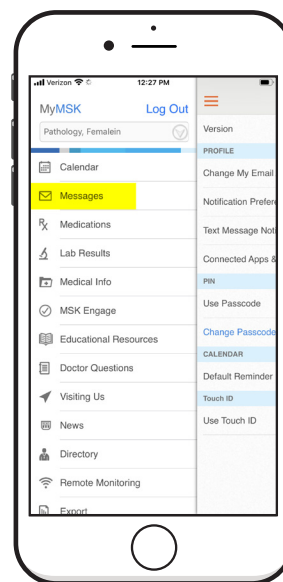 Verizon 12:27 PM
MyMSK Log Out
Pathology, Femalein
Calendar
Messages
Rx Medications
Lab Results
Medical Info
MSK Engage
Educational Resources
Doctor Questions
Visiting Us
News
Directory
Remote Monitoring
Export
Version
PROFILE
Change My Email
Notification Prefere
Text Message Noti
Connected Apps &
PIN
Use Passcode
Change Passcode
CALENDAR
Default Reminder
Touch ID
Use Touch ID